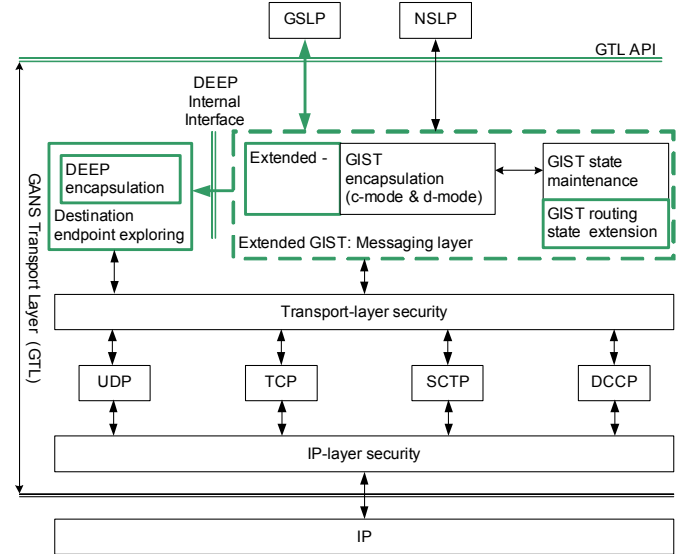 GSLP
NSLP
GTL API
DEEP
Internal
Interface
DEEP
encapsulation
Destination
endpoint exploring
Extended -
GIST
encapsulation
(c-mode & d-mode)
GIST state
maintenance
GIST routing
state extension
Extended GIST: Messaging layer
GANS Transport Layer (GTL)
Transport-layer security
UDP
TCP
SCTP
DCCP
IP-layer security
IP